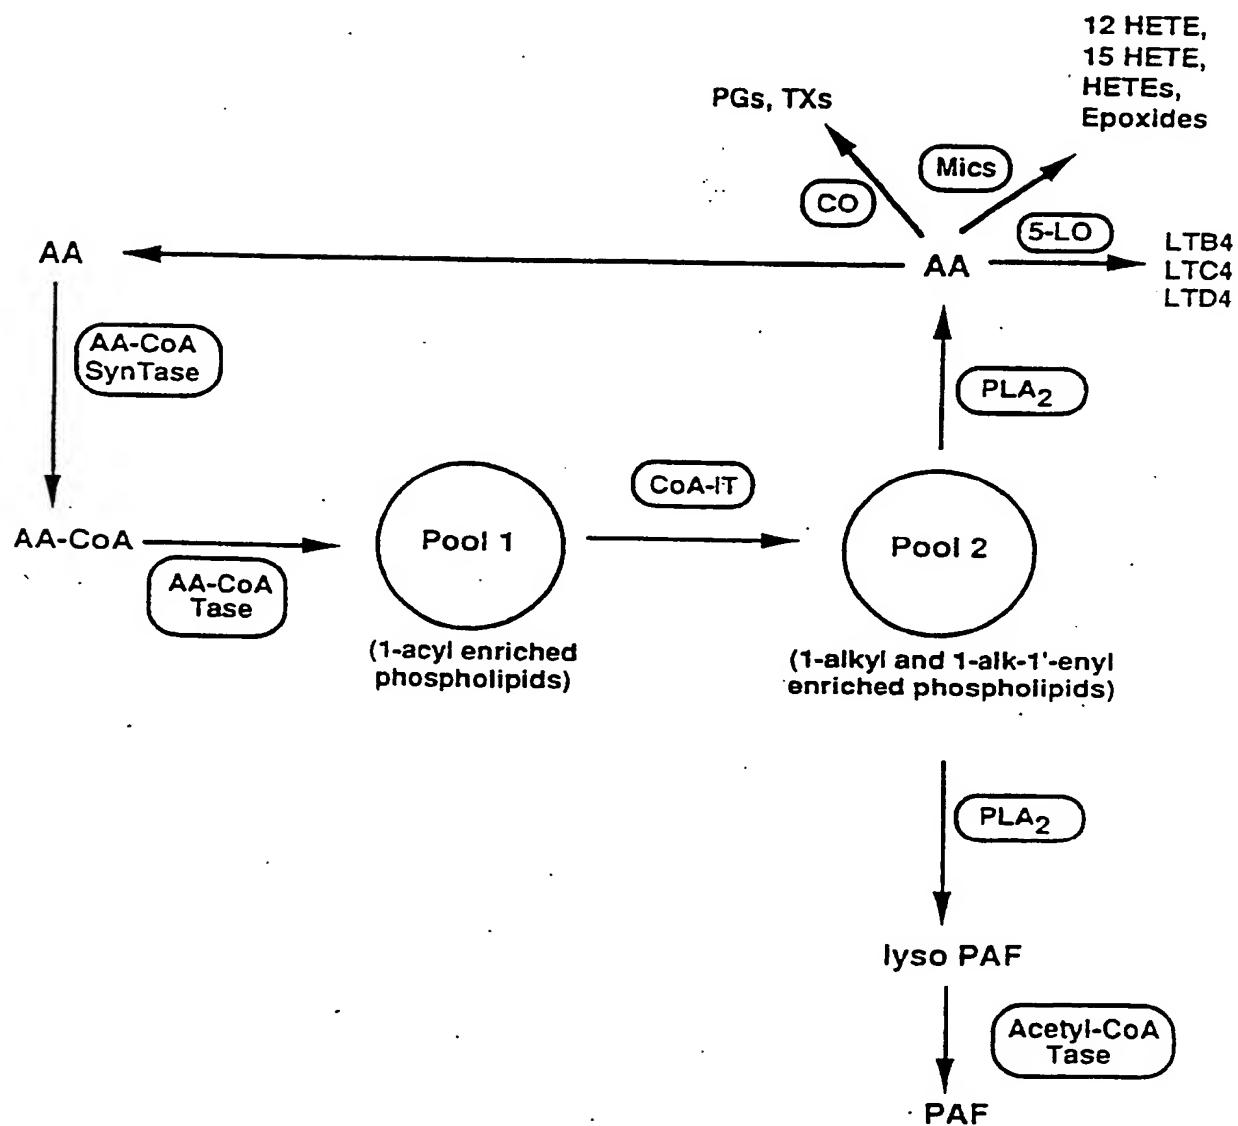 12 HETE,
15 HETE,
HETEs,
Epoxides
PGs, TXs
Mics
CO
5-LO
AA
AA
LTB4
LTC4
LTD4
AA-CoA
SynTase
PLA2
CoA-IT
AA-CoA
Pool 1
Pool 2
AA-CoA
Tase
(1-acyl enriched
phospholipids)
(1-alkyl and 1-alk-1'-enyl
enriched phospholipids)
PLA2
lyso PAF
Acetyl-CoA
Tase
PAF